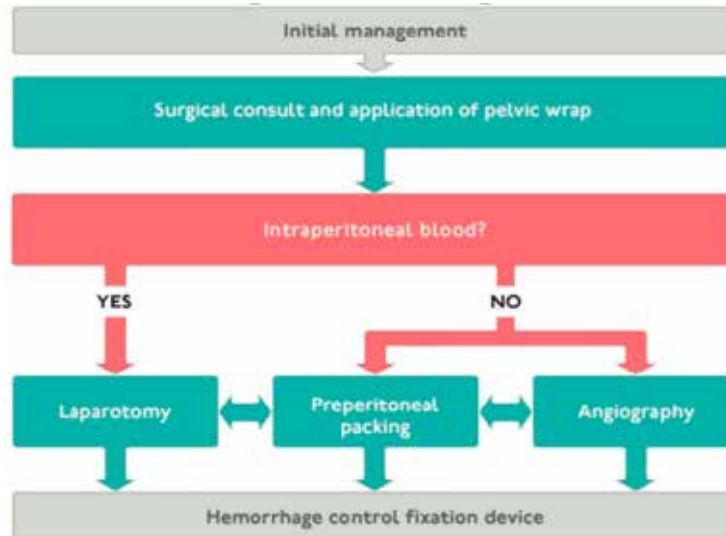 Initial management
Surgical consult and application of pelvic wrap
Intraperitoneal blood?
YES
NO
Laparotomy
Preperitoneal
packing
Angiography
Hemorrhage control fixation device